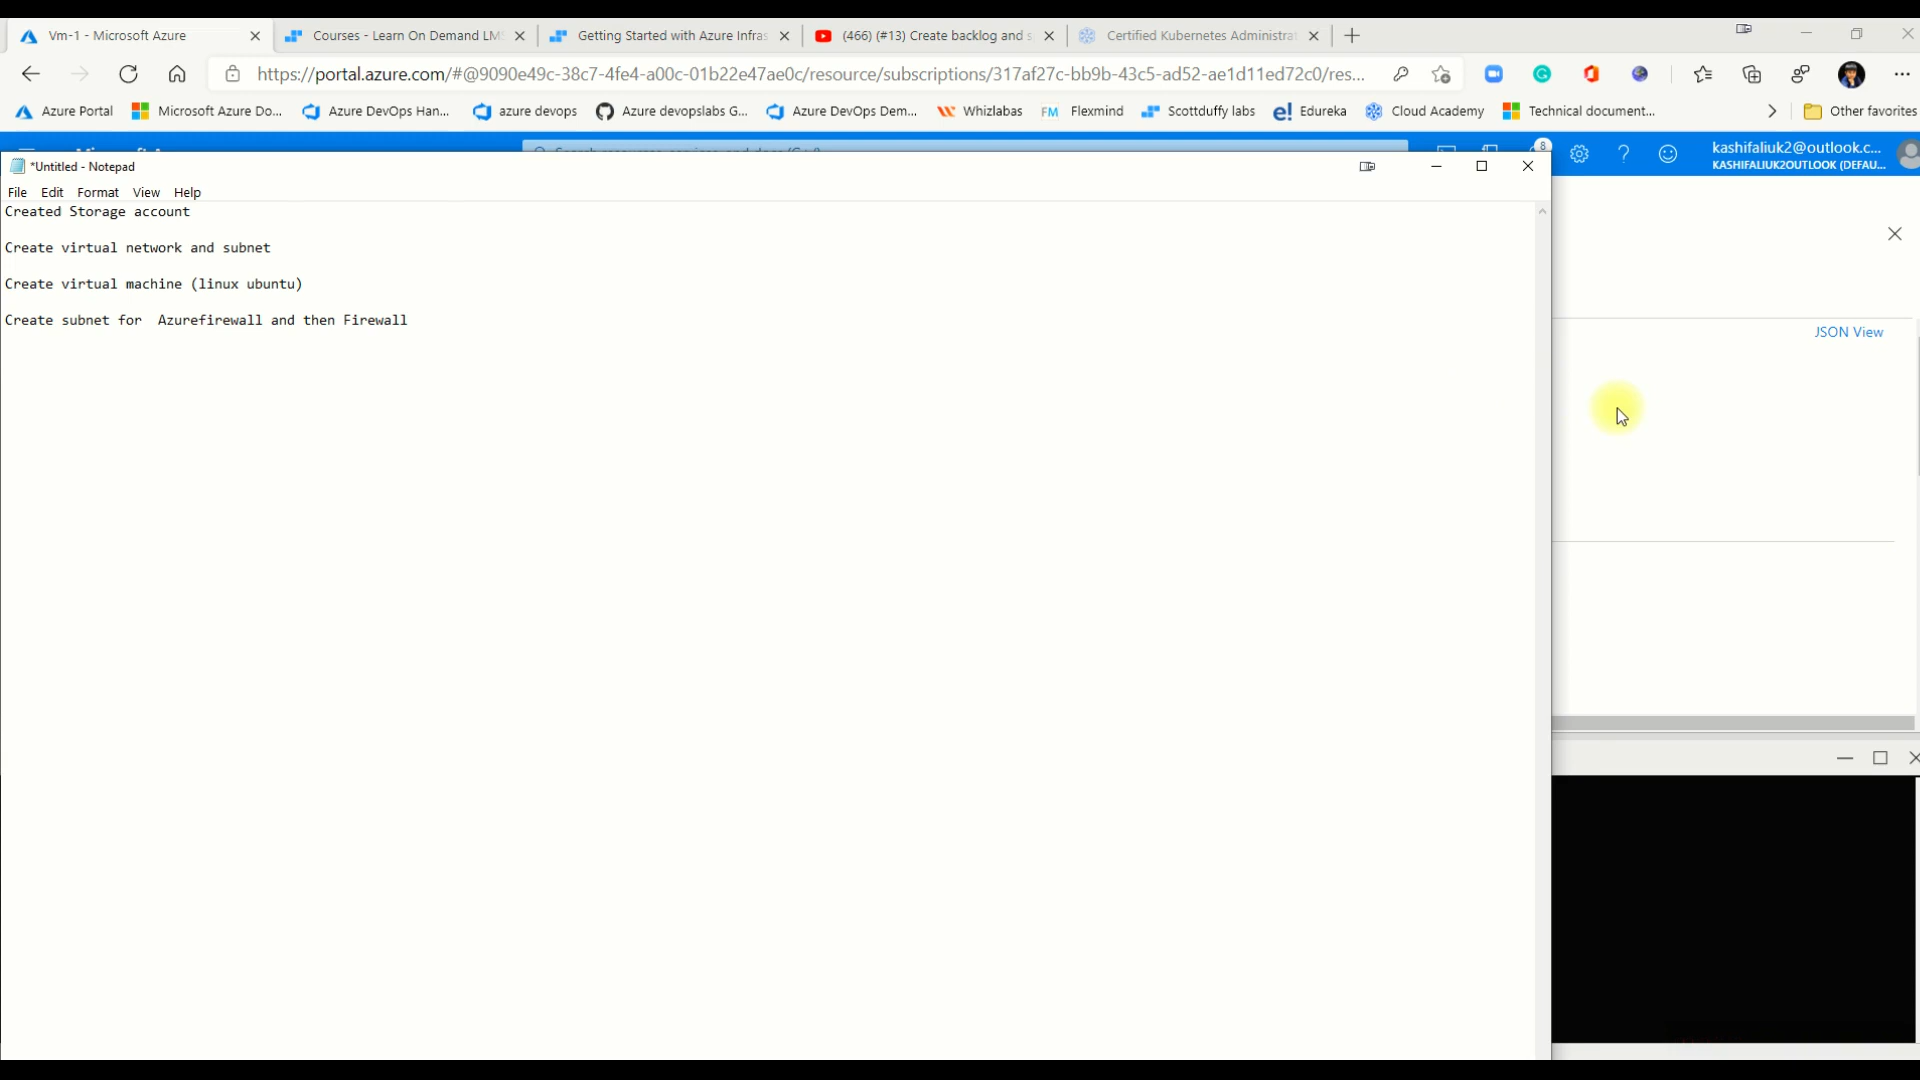 Vm-1 - Microsoft Azure
Courses - Learn On Demand LM
Getting Started with Azure Infras
(466) (#13) Create backlog and s
Certified Kubernetes Administrat
https://portal.azure.com/#@9090e49c-38c7-4fe4-a00c-01b22e47ae0c/resource/subscriptions/317af27c-bb9b-43c5-ad52-ae1d11ed72c0/res...
Azure Portal
Microsoft Azure Do...
Azure DevOps Han...
azure devops
Azure devopslabs G...
Azure DevOps Dem...
Whizlabas
FM Flexmind
Scottduffy labs
e! Edureka
Cloud Academy
Technical document...
Other favorites
8
kashifaliuk2@outlook.c...
KASHIFALIUK2OUTLOOK (DEFAU...
*Untitled - Notepad
File Edit Format View Help
Created Storage account
Create virtual network and subnet
Create virtual machine (linux ubuntu)
Create subnet for  Azurefirewall and then Firewall
JSON View